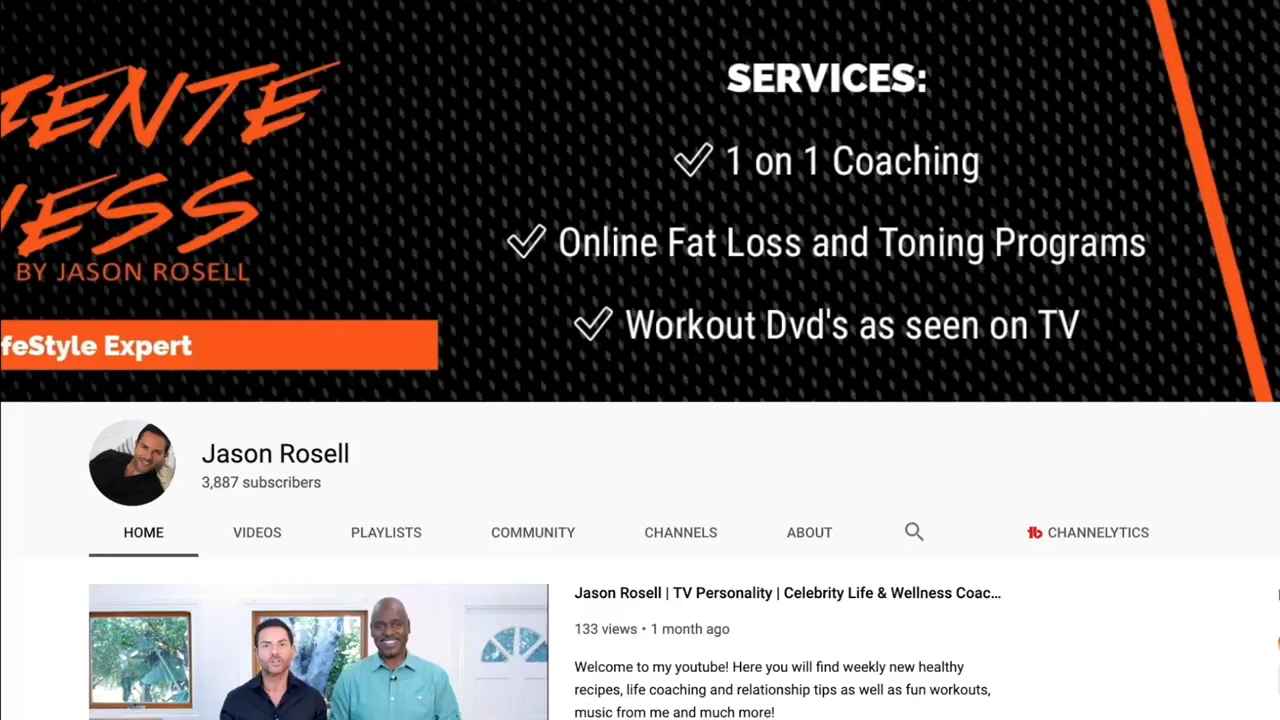 IENTE
NESS
BY JASON ROSELL
feStyle Expert
SERVICES:
1 on 1 Coaching
Online Fat Loss and Toning Programs
Workout Dvd's as seen on TV
Jason Rosell
3,887 subscribers
HOME VIDEOS PLAYLISTS COMMUNITY CHANNELS ABOUT CHANNELYTICS
Jason Rosell | TV Personality | Celebrity Life & Wellness Coac...
133 views • 1 month ago
Welcome to my youtube! Here you will find weekly new healthy
recipes, life coaching and relationship tips as well as fun workouts,
music from me and much more!